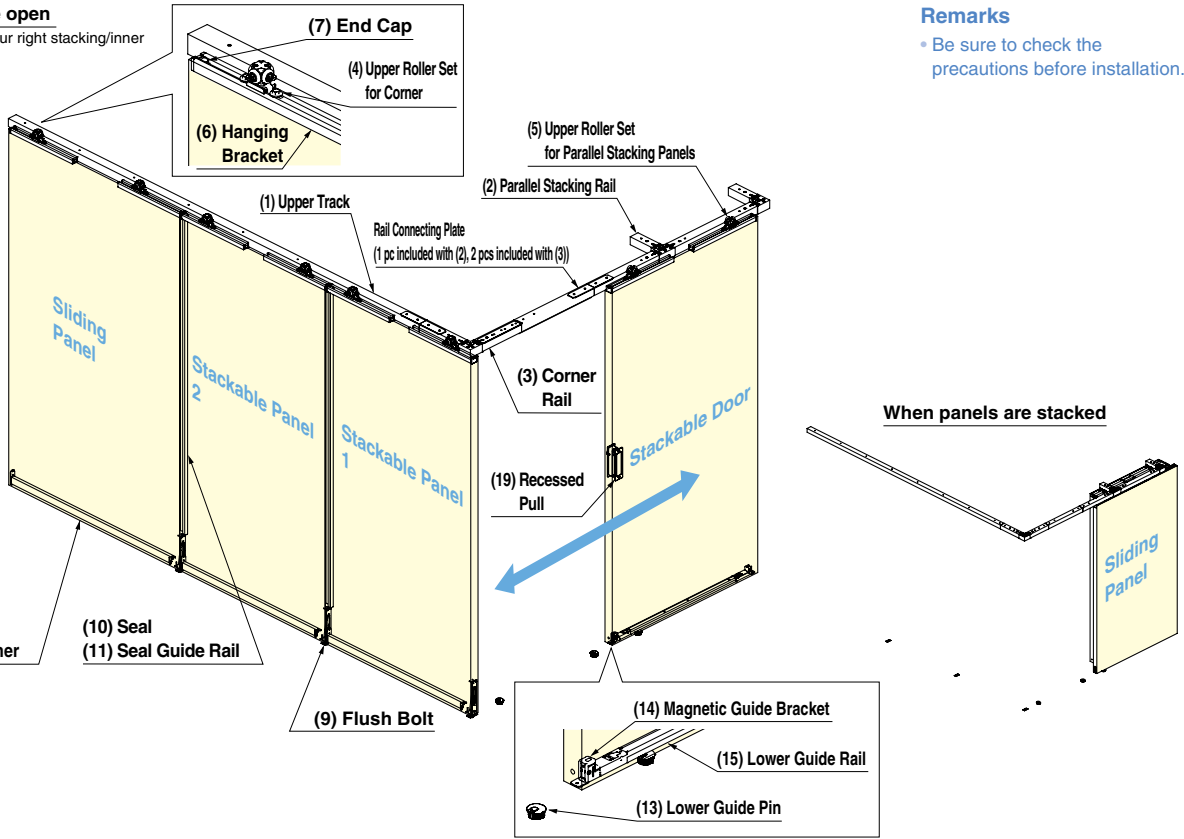 open
ur right stacking/inner
Remarks
• Be sure to check the
precautions before installation.
(7) End Cap
(4) Upper Roller Set
for Corner
(6) Hanging
Bracket
(5) Upper Roller Set
for Parallel Stacking Panels
(2) Parallel Stacking Rail
(1) Upper Track
Rail Connecting Plate
(1 pc included with (2), 2 pcs included with (3))
Sliding
Panel
Stackable Panel
2
Stackable Panel
1
(3) Corner
Rail
Stackable Door
(19) Recessed
Pull
When panels are stacked
Sliding
Panel
(10) Seal
(11) Seal Guide Rail
ner
(9) Flush Bolt
(14) Magnetic Guide Bracket
(15) Lower Guide Rail
(13) Lower Guide Pin